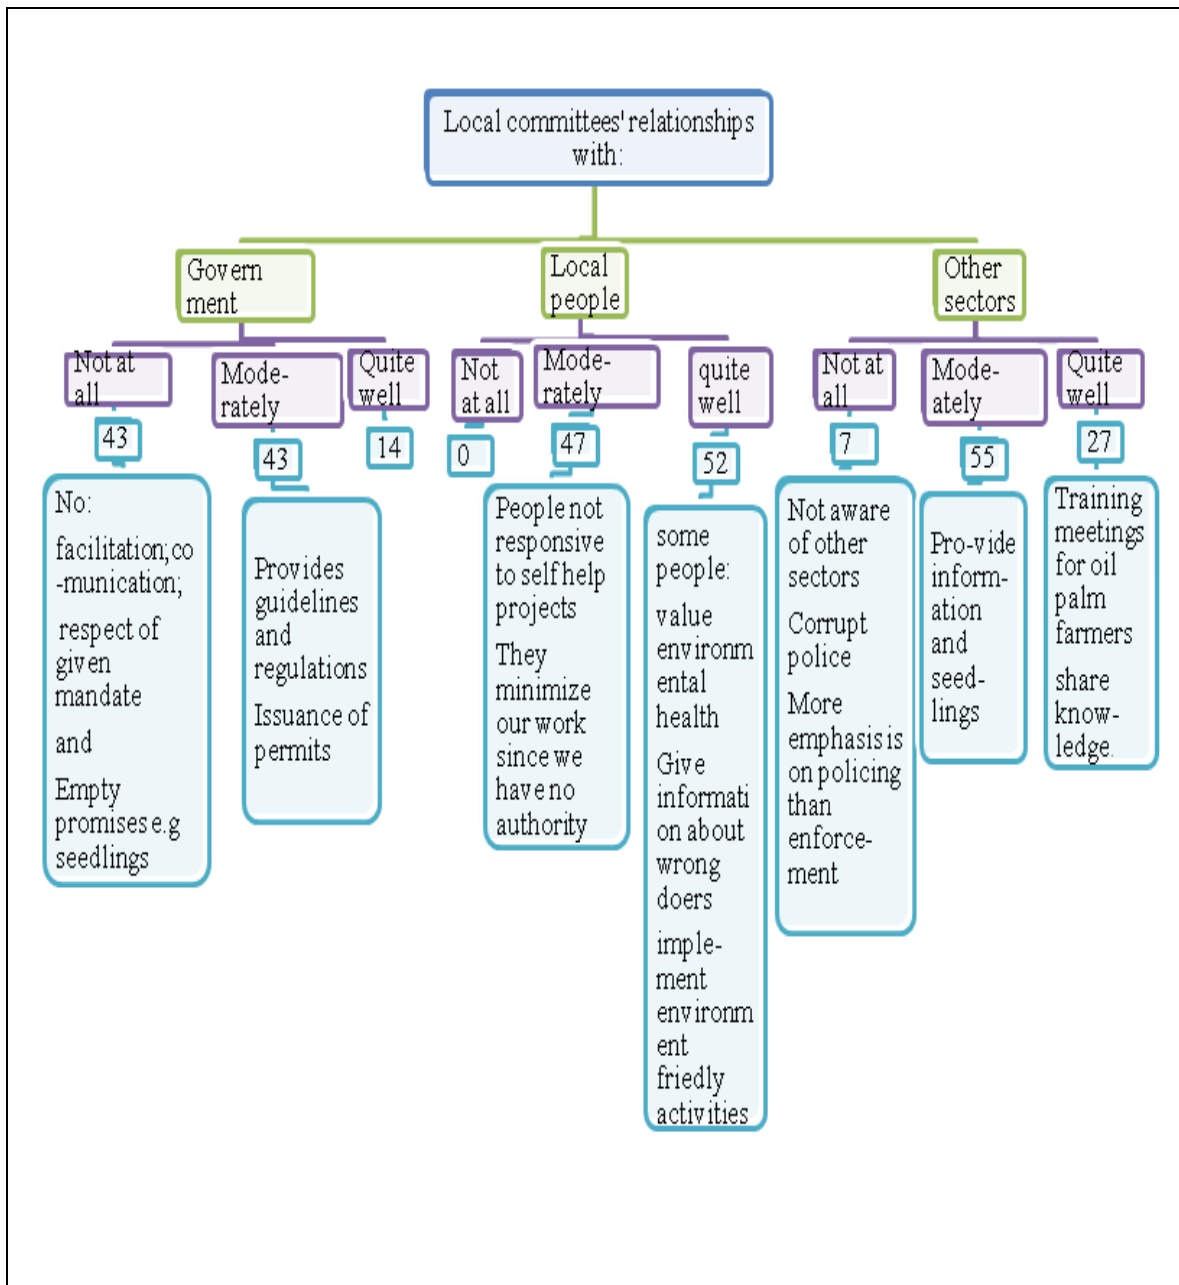 Local committees' relationships
with:
Govern
ment
Local
people
Other
sectors
Not at
all
Mode-
rately
Quite
well
Not
at all
Mode-
rately
quite
well
Not at
all
Mode-
ately
Quite
well
43
43
14
0
47
52
7
55
27
No:
facilitation;co
-munication;
respect of
given
mandate
and
Empty
promises e.g
seedlings
Provides
guidelines
and
regulations
Issuance of
permits
People not
responsive
to self help
projects
They
minimize
our work
since we
have no
authority
some
people:
value
environm
ental
health
Give
informati
on about
wrong
doers
imple-
ment
environm
ent
friedly
activities
Not aware
of other
sectors
Corrupt
police
More
emphasis is
on policing
than
enforce-
ment
Pro-vide
inform-
ation
and
seed-
lings
Training
meetings
for oil
palm
farmers
share
know-
ledge.